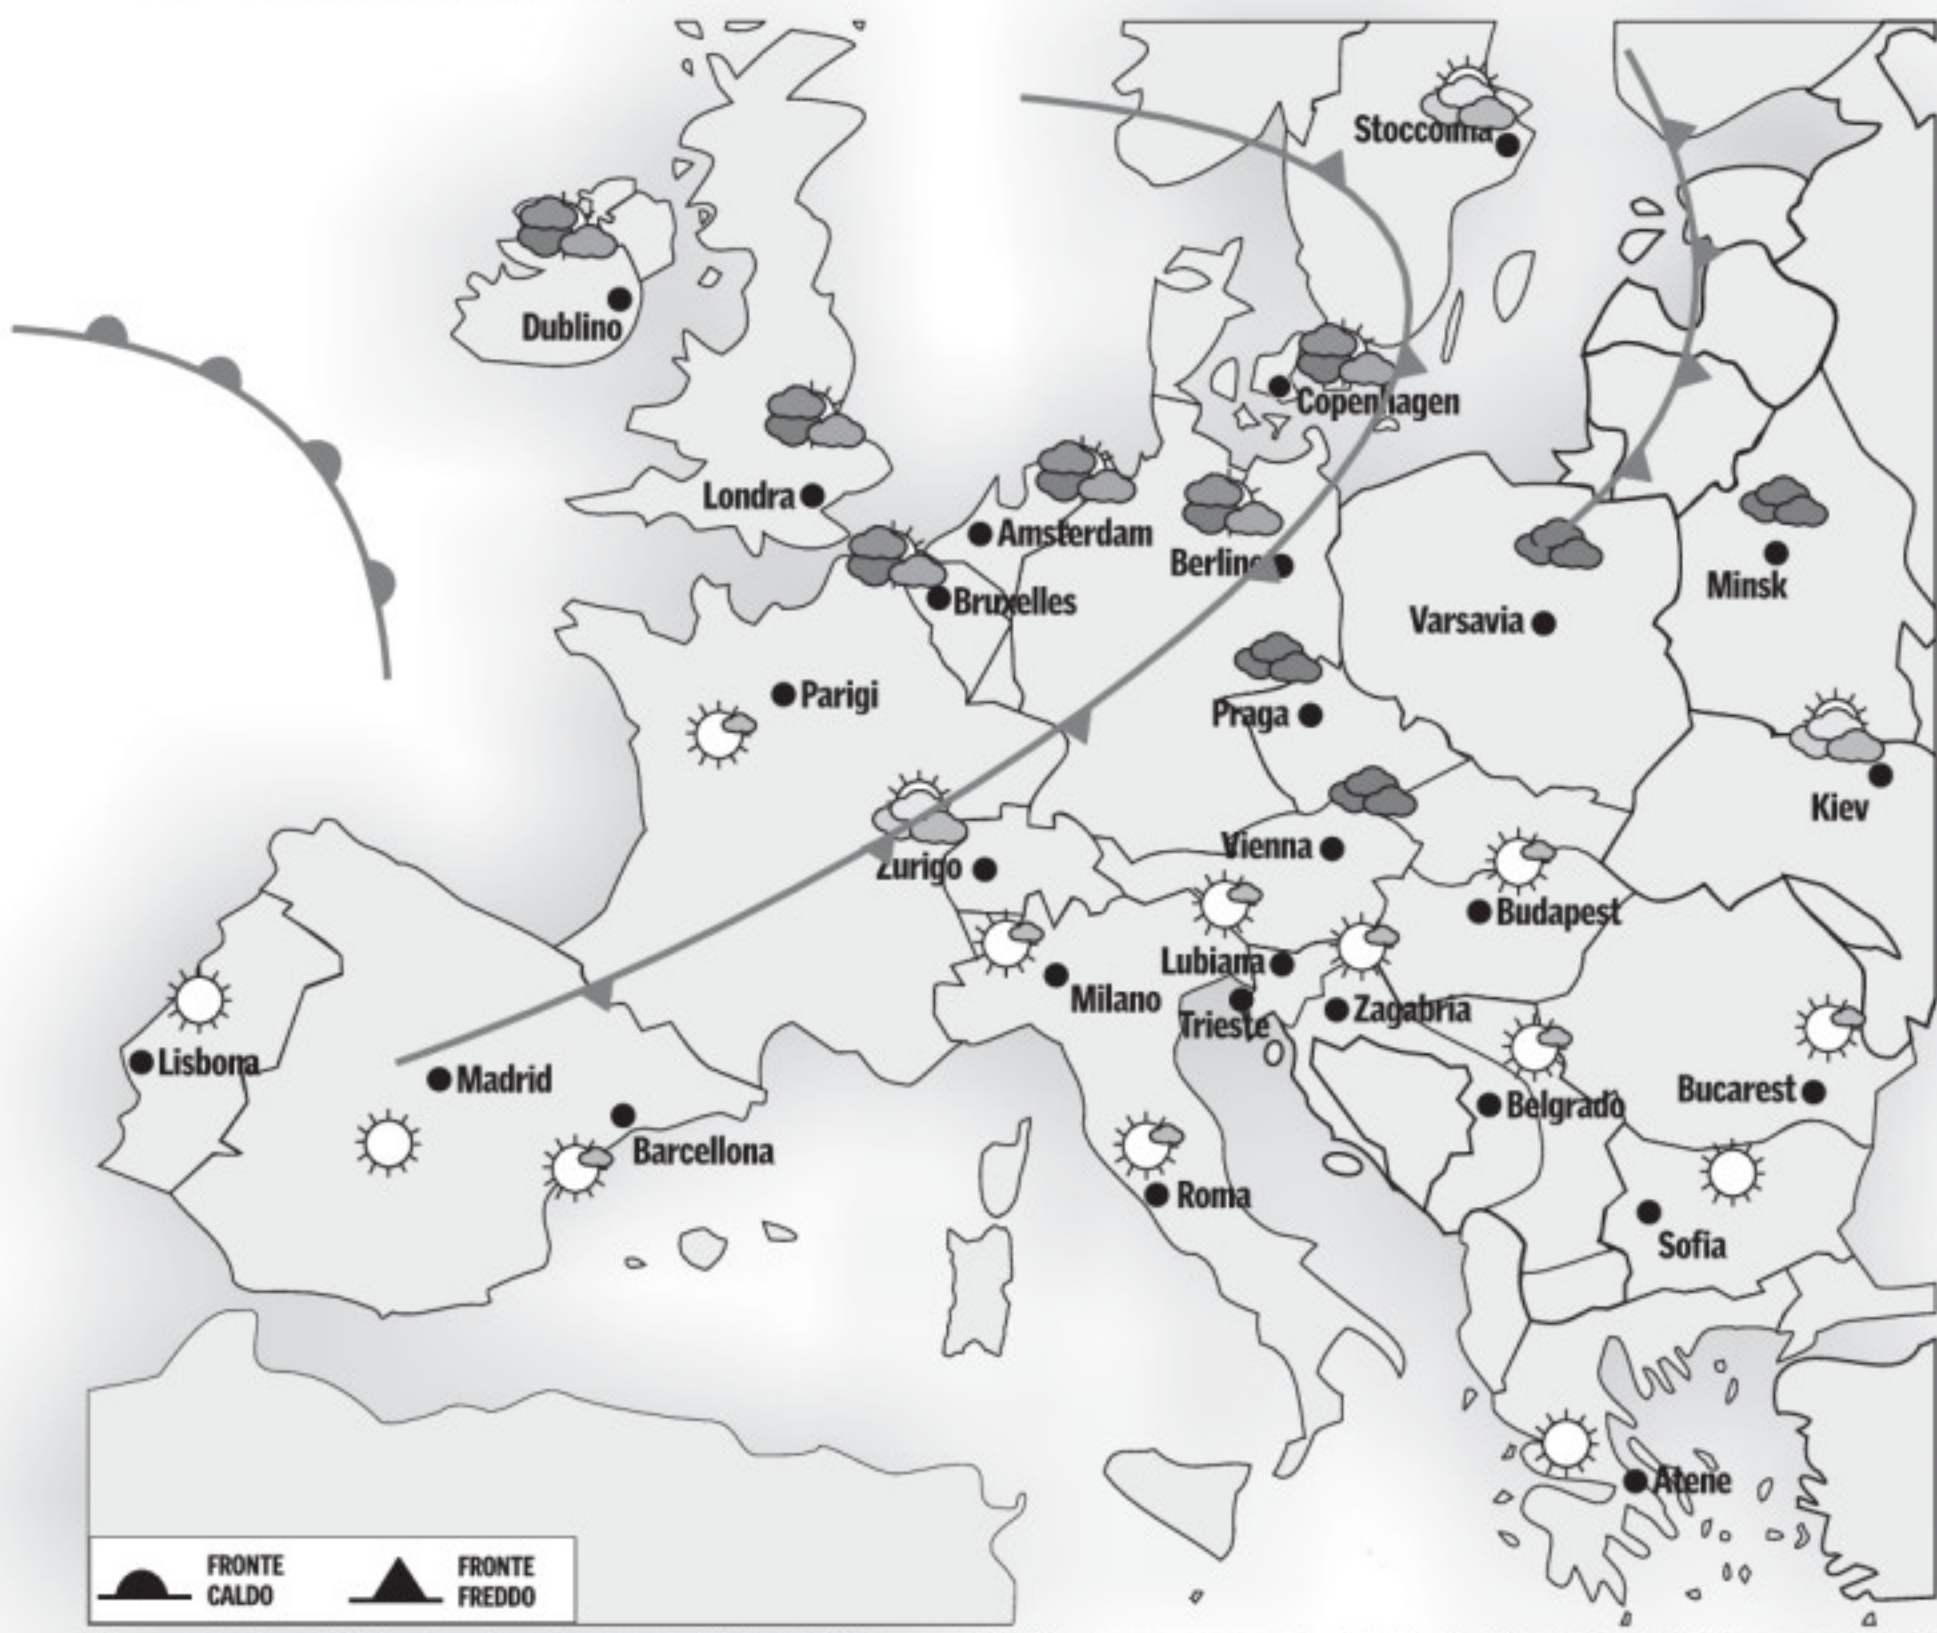 Stoccolma
Dublino
Copenhagen
Londra
Amsterdam
Berlino
Bruxelles
Minsk
Varsavia
Parigi
Praga
Kiev
Vienna
Zurigo
Budapest
Lubiana
Milano
Zagabria
Trieste
Lisbona
Madrid
Belgrado
Bucarest
Barcellona
Roma
Sofia
Atene
FRONTE
CALDO
FRONTE
FREDDO